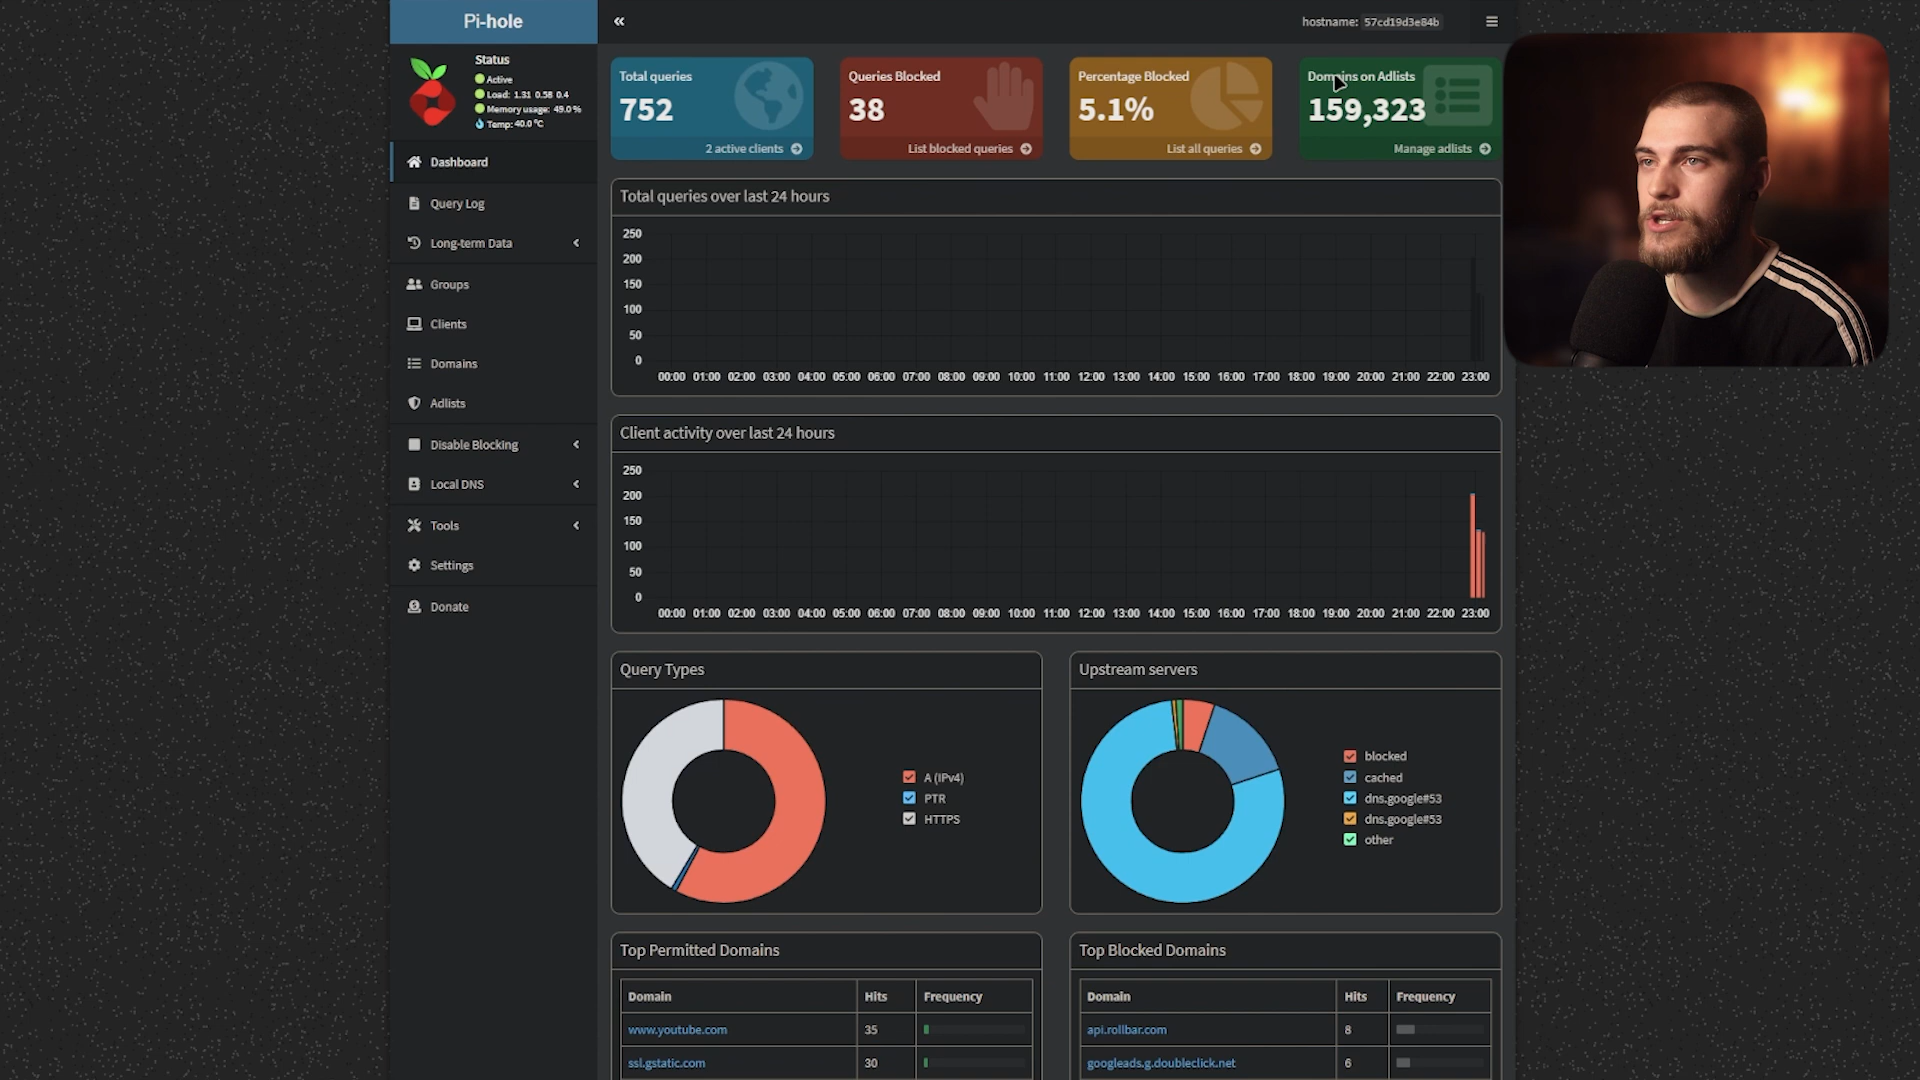 Pi-hole
«
hostname: 57cd19d3e84b
Status
Active
Load: 1.31 0.58 0.4
Memory usage: 49.0 %
Temp: 40.0 °C
Dashboard
Query Log
Long-term Data
Groups
Clients
Domains
Adlists
Disable Blocking
Local DNS
Tools
Settings
Donate
Total queries
752
2 active clients
Queries Blocked
38
List blocked queries
Percentage Blocked
5.1%
List all queries
Domains on Adlists
159,323
Manage adlists
Total queries over last 24 hours
250
200
150
100
50
0
00:00 01:00 02:00 03:00 04:00 05:00 06:00 07:00 08:00 09:00 10:00 11:00 12:00 13:00 14:00 15:00 16:00 17:00 18:00 19:00 20:00 21:00 22:00 23:00
Client activity over last 24 hours
250
200
150
100
50
0
00:00 01:00 02:00 03:00 04:00 05:00 06:00 07:00 08:00 09:00 10:00 11:00 12:00 13:00 14:00 15:00 16:00 17:00 18:00 19:00 20:00 21:00 22:00 23:00
Query Types
A (IPv4)
PTR
HTTPS
Upstream servers
blocked
cached
dns.google#53
dns.google#53
other
Top Permitted Domains
Domain Hits Frequency
www.youtube.com 35
ssl.gstatic.com 30
Top Blocked Domains
Domain Hits Frequency
api.rollbar.com 8
googleads.g.doubleclick.net 6